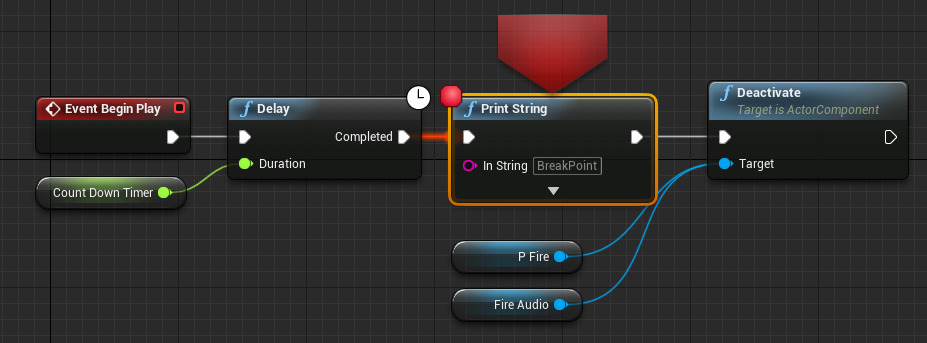 Event Begin Play
Delay
Completed
Duration
Count Down Timer
Print String
In String BreakPoint
Deactivate
Target is ActorComponent
Target
P Fire
Fire Audio